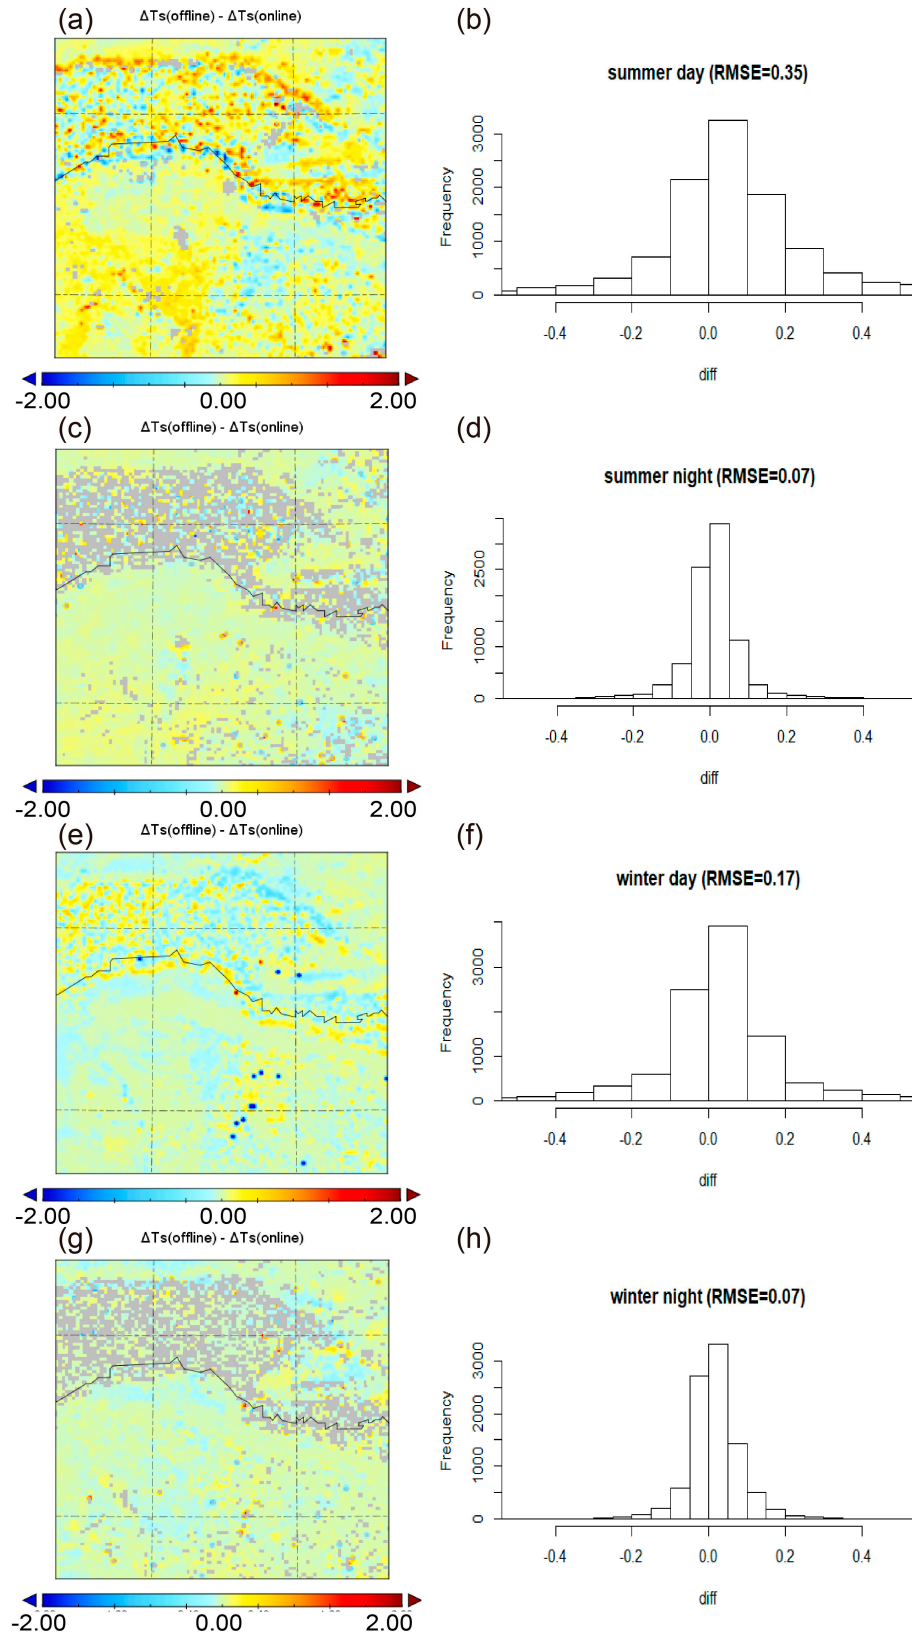 (a)
ΔTs(offline) - ΔTs(online)
-2.00 0.00 2.00
(b)
summer day (RMSE=0.35)
Frequency
0 1000 2000 3000
-0.4 -0.2 0.0 0.2 0.4
diff
(c)
ΔTs(offline) - ΔTs(online)
-2.00 0.00 2.00
(d)
summer night (RMSE=0.07)
Frequency
0 1000 2500
-0.4 -0.2 0.0 0.2 0.4
diff
(e)
ΔTs(offline) - ΔTs(online)
-2.00 0.00 2.00
(f)
winter day (RMSE=0.17)
Frequency
0 1000 3000
-0.4 -0.2 0.0 0.2 0.4
diff
(g)
ΔTs(offline) - ΔTs(online)
-2.00 0.00 2.00
(h)
winter night (RMSE=0.07)
Frequency
0 1000 2000 3000
-0.4 -0.2 0.0 0.2 0.4
diff